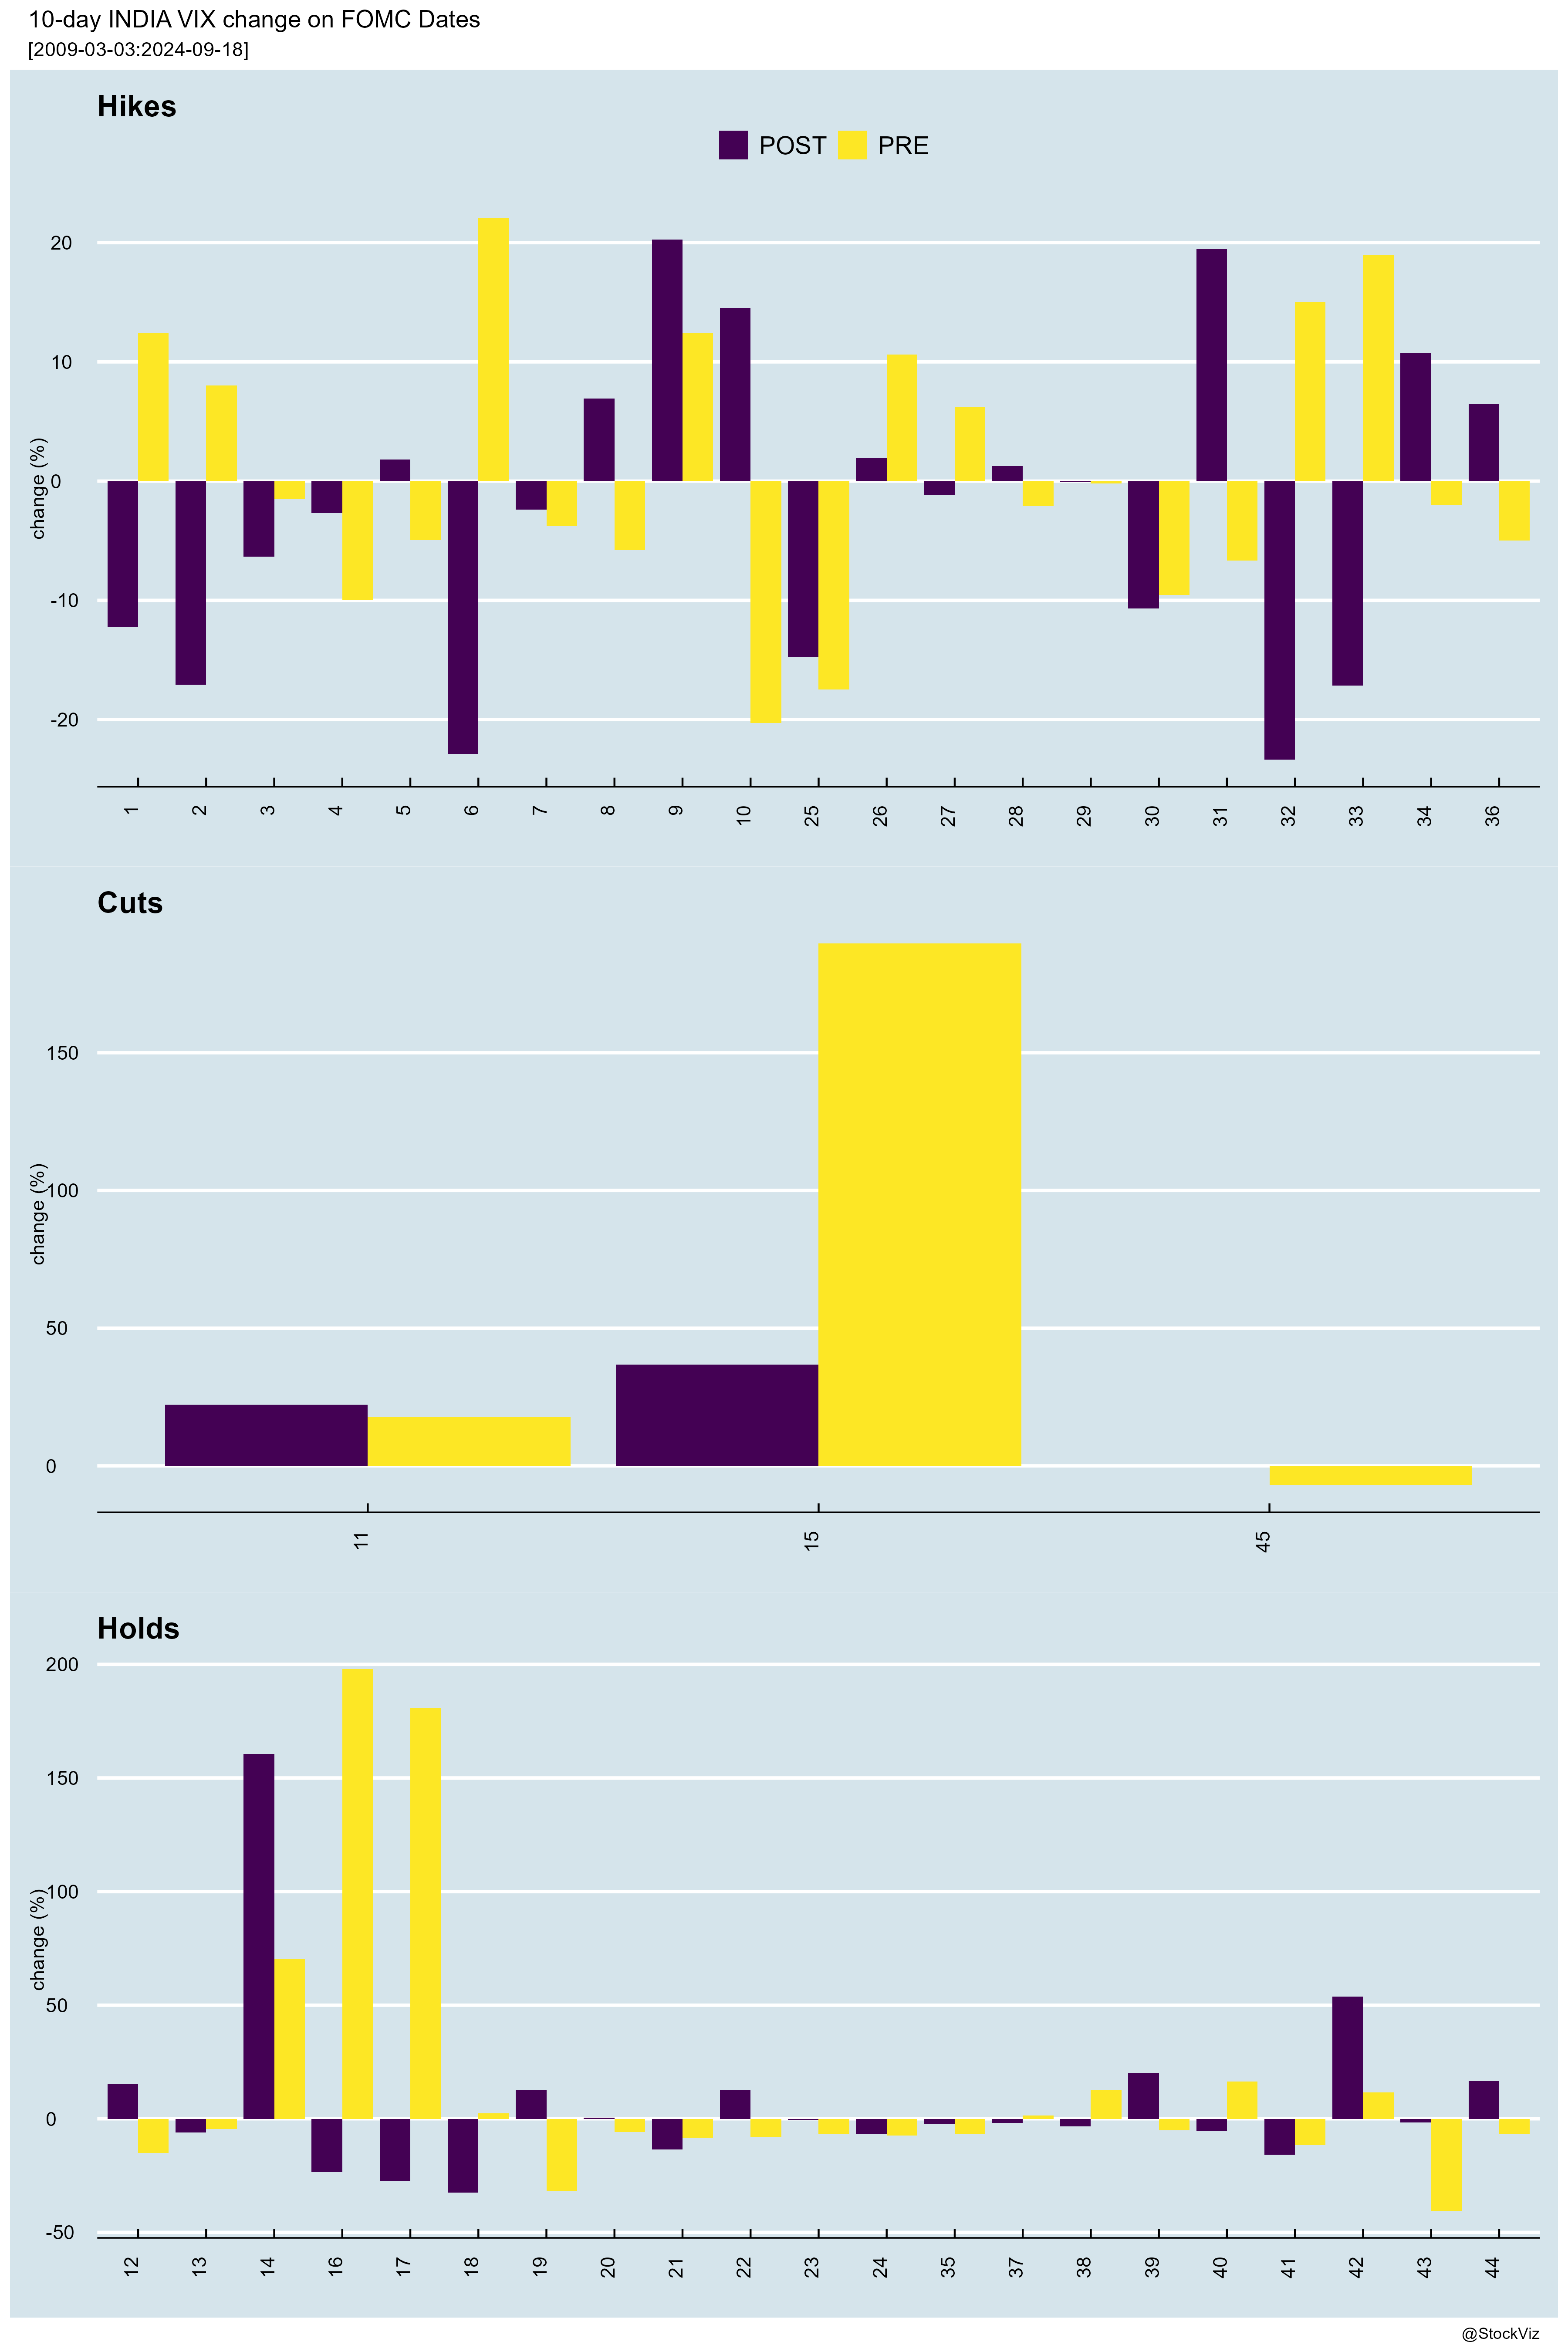 10-day INDIA VIX change on FOMC Dates
[2009-03-03:2024-09-18]
Hikes
POST PRE
20
10
0
-10
-20
change (%)
1 2 3 4 5 6 7 8 9 10 25 26 27 28 29 30 31 32 33 34 36
Cuts
150
100
50
0
change (%)
11 15 45
Holds
200
150
100
50
0
-50
change (%)
12 13 14 16 17 18 19 20 21 22 23 24 35 37 38 39 40 41 42 43 44
@StockViz